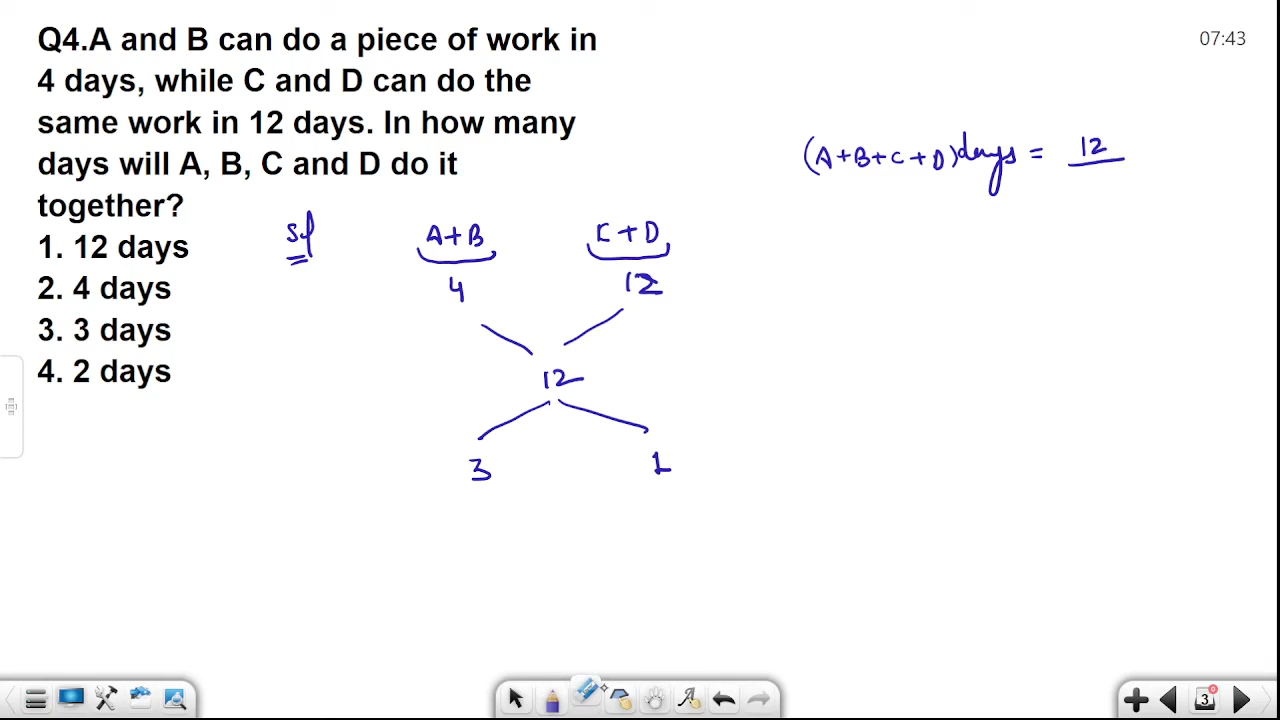 07:43
Q4.A and B can do a piece of work in
4 days, while C and D can do the
same work in 12 days. In how many
days will A, B, C and D do it
together?
1. 12 days
2. 4 days
3. 3 days
4. 2 days
(A+B+C+D)days = 12
Sol
A+B C+D
4 12
12
3 1
3